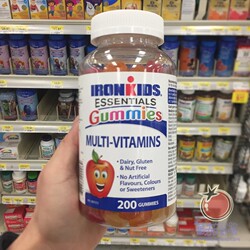 IRONKIDS
ESSENTIALS
Gummies
MULTI-VITAMINS
• Dairy, Gluten
& Nut Free
• No Artificial
Flavours, Colours
or Sweeteners
200 GUMMIES